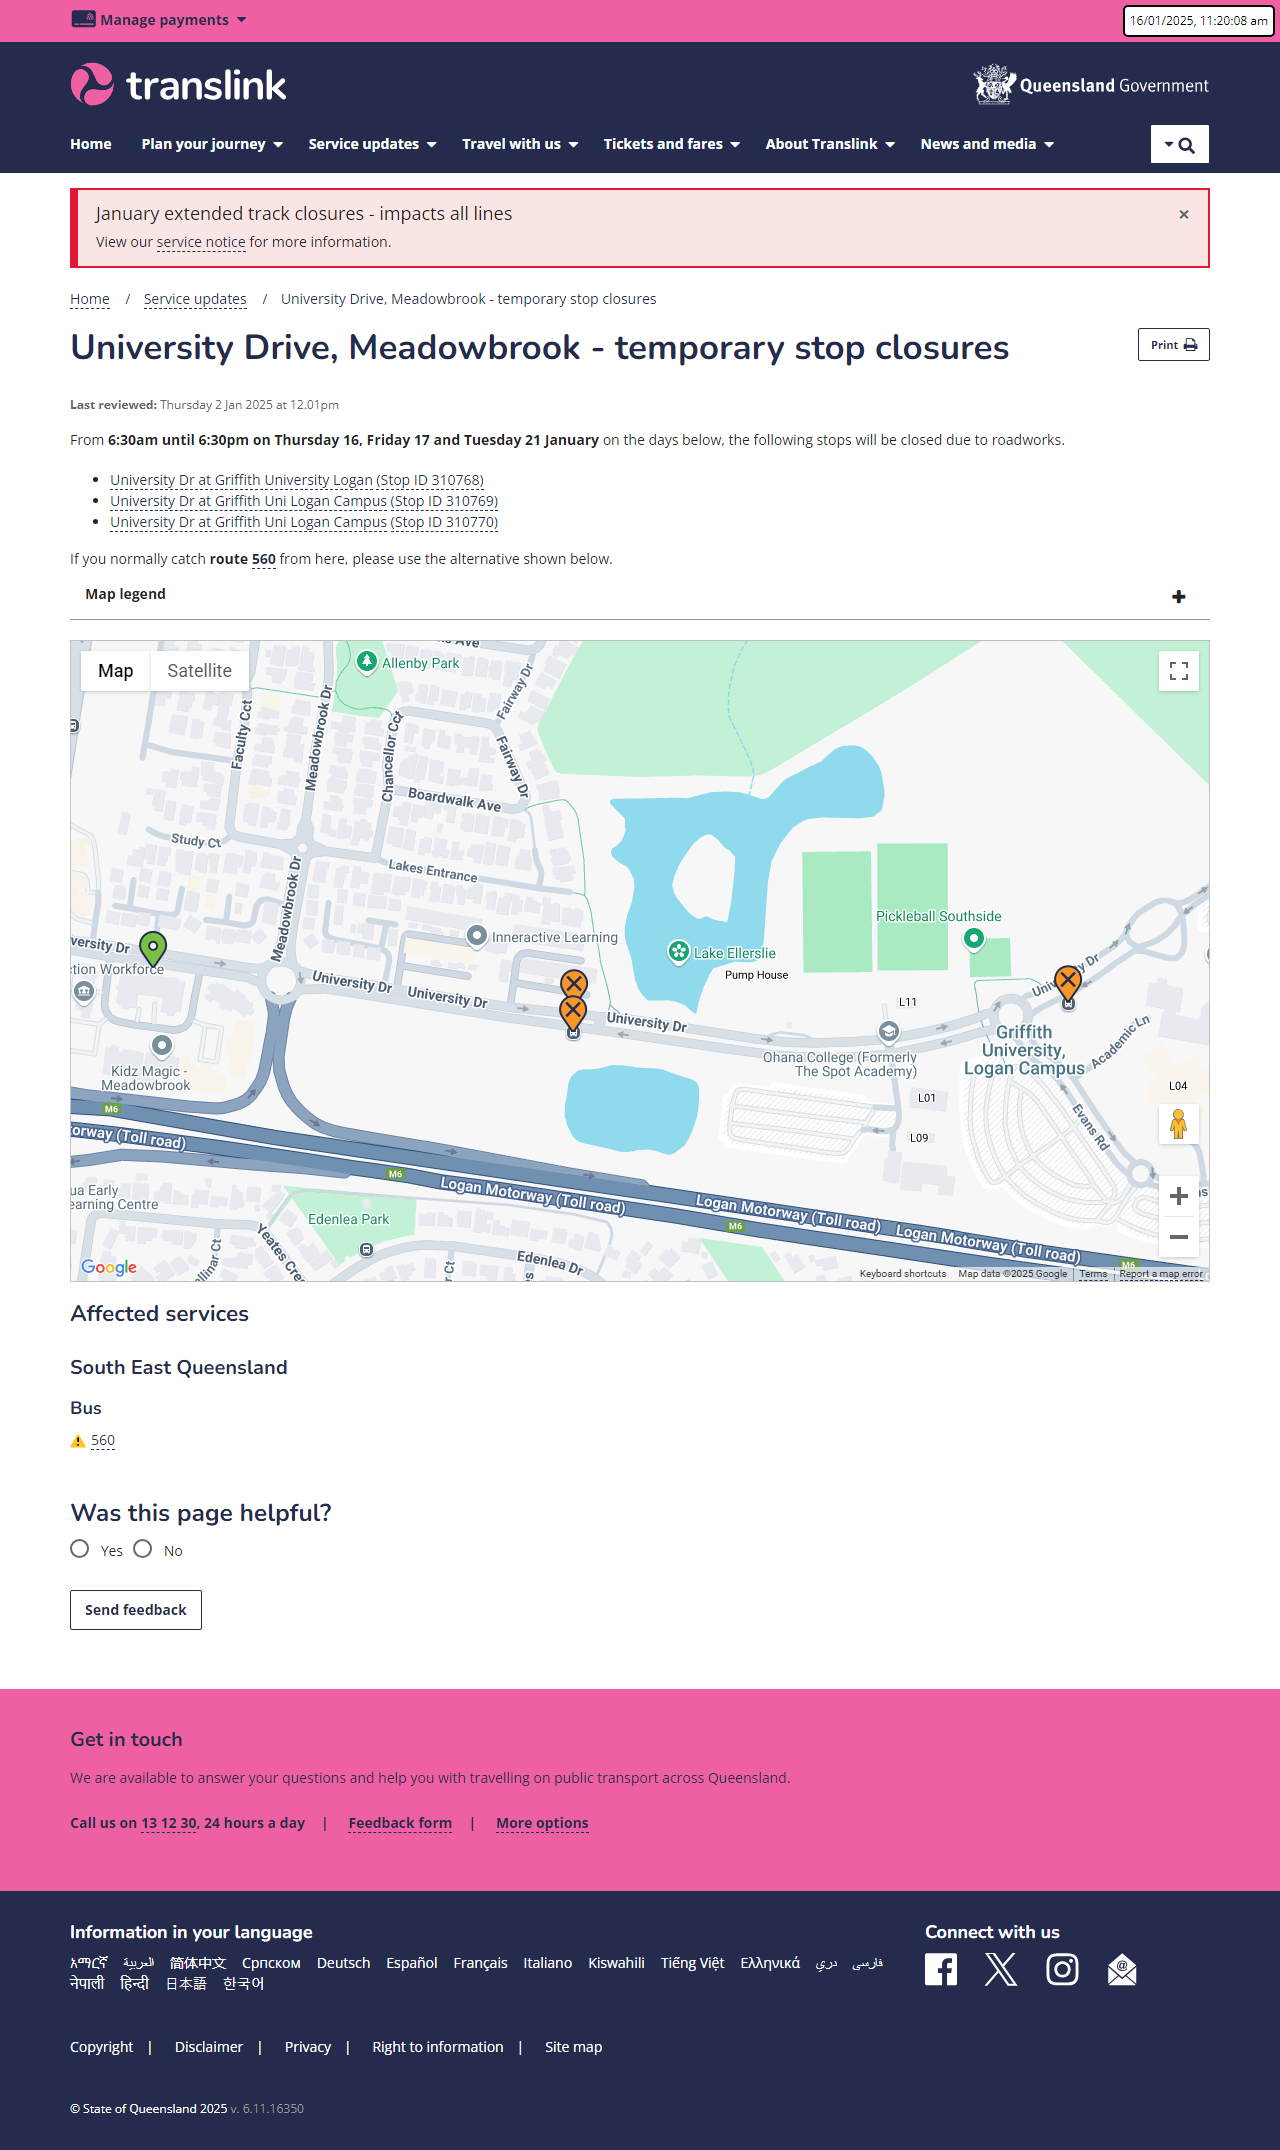 Manage payments
16/01/2025, 11:20:08 am
translink
Queensland Government
Home Plan your journey Service updates Travel with us Tickets and fares About Translink News and media
January extended track closures - impacts all lines ×
View our service notice for more information.
Home / Service updates / University Drive, Meadowbrook - temporary stop closures
University Drive, Meadowbrook - temporary stop closures
Print
Last reviewed: Thursday 2 Jan 2025 at 12.01pm
From 6:30am until 6:30pm on Thursday 16, Friday 17 and Tuesday 21 January on the days below, the following stops will be closed due to roadworks.
• University Dr at Griffith University Logan (Stop ID 310768)
• University Dr at Griffith Uni Logan Campus (Stop ID 310769)
• University Dr at Griffith Uni Logan Campus (Stop ID 310770)
If you normally catch route 560 from here, please use the alternative shown below.
Map legend
Map Satellite
Allenby Park
Fairway Dr
Faculty Cct
Meadowbrook Dr
Chancellor Cct
Fairway Dr
Boardwalk Ave
Study Ct
Lakes Entrance
Meadowbrook Dr
Pickleball Southside
versity Dr
Inneractive Learning
Lake Ellerslie
ction Workforce
Pump House
University Dr
University Dr
University Dr
L11
Griffith
University,
Logan Campus
Academic Ln
Ohana College (Formerly
The Spot Academy)
Kidz Magic -
Meadowbrook
L04
L01
L09
Evans Rd
M6
orway (Toll road)
M6
Logan Motorway (Toll road)
Logan Motorway (Toll road)
Logan Motorway (Toll road)
M6
M6
ua Early
earning Centre
Edenlea Park
Yeates Cres
Edenlea Dr
Google
Keyboard shortcuts Map data ©2025 Google Terms Report a map error
Affected services
South East Queensland
Bus
560
Was this page helpful?
Yes No
Send feedback
Get in touch
We are available to answer your questions and help you with travelling on public transport across Queensland.
Call us on 13 12 30, 24 hours a day | Feedback form | More options
Information in your language
አማርኛ العربية 简体中文 Српском Deutsch Español Français Italiano Kiswahili Tiếng Việt Ελληνικά دري فارسی
नेपाली हिन्दी 日本語 한국어
Connect with us
Copyright | Disclaimer | Privacy | Right to information | Site map
© State of Queensland 2025 v. 6.11.16350